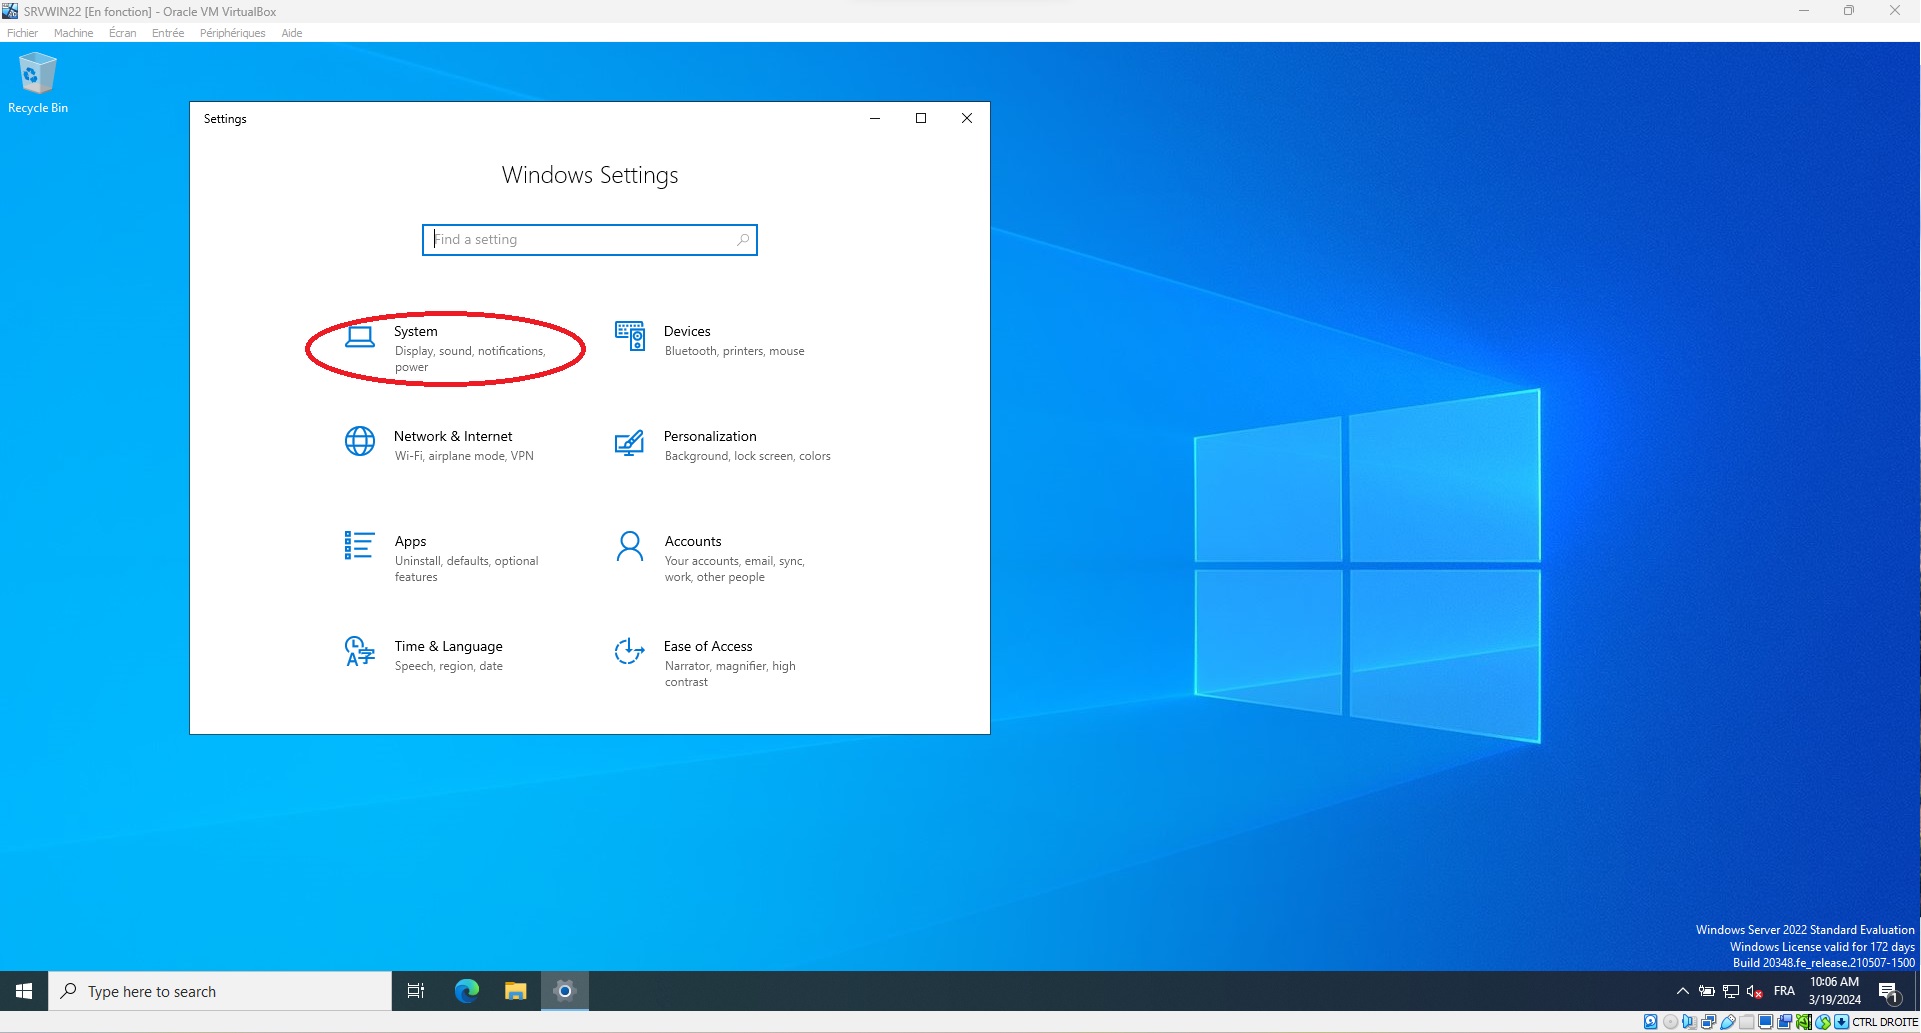 SRVWIN22 [En fonction] - Oracle VM VirtualBox
Fichier Machine Écran Entrée Périphériques Aide
Recycle Bin
Settings
Windows Settings
Find a setting
System
Display, sound, notifications,
power
Devices
Bluetooth, printers, mouse
Network & Internet
Wi-Fi, airplane mode, VPN
Personalization
Background, lock screen, colors
Apps
Uninstall, defaults, optional
features
Accounts
Your accounts, email, sync,
work, other people
Time & Language
Speech, region, date
Ease of Access
Narrator, magnifier, high
contrast
Windows Server 2022 Standard Evaluation
Windows License valid for 172 days
Build 20348.fe_release.210507-1500
Type here to search
FRA
10:06 AM
3/19/2024
1
CTRL DROITE